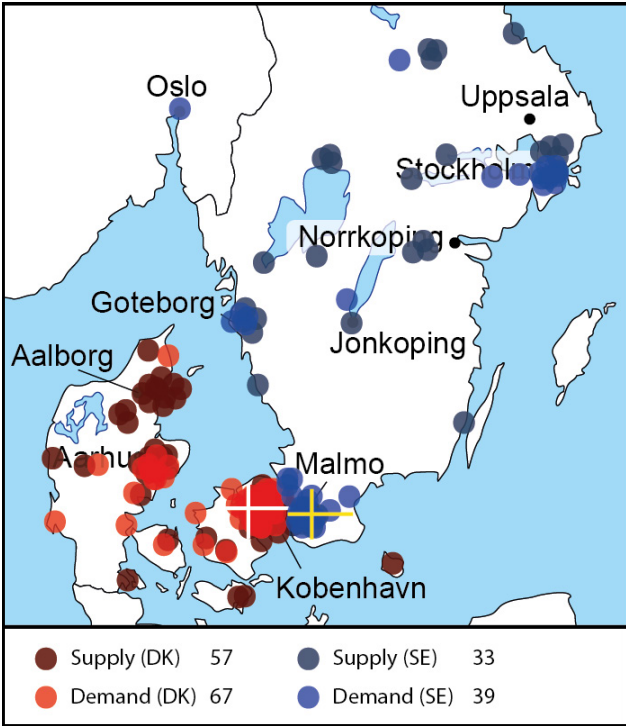 Oslo
Uppsala
Stockholm
Norrkoping
Goteborg
Jonkoping
Aalborg
Aarhus
Malmo
Kobenhavn
Supply (DK) 57 Supply (SE) 33
Demand (DK) 67 Demand (SE) 39